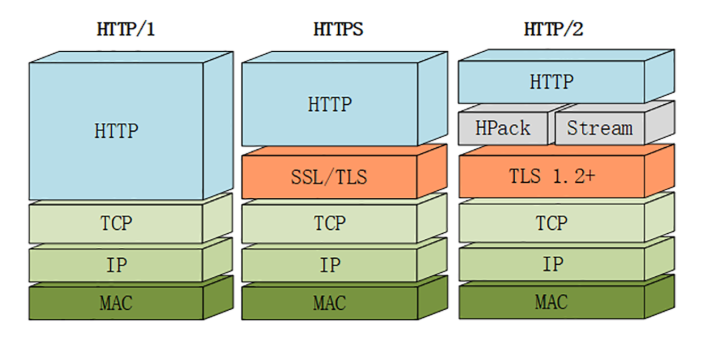 HTTP/1 HTTPS HTTP/2
HTTP
HTTP
HTTP
HPack Stream
SSL/TLS
TLS 1.2+
TCP TCP TCP
IP IP IP
MAC MAC MAC